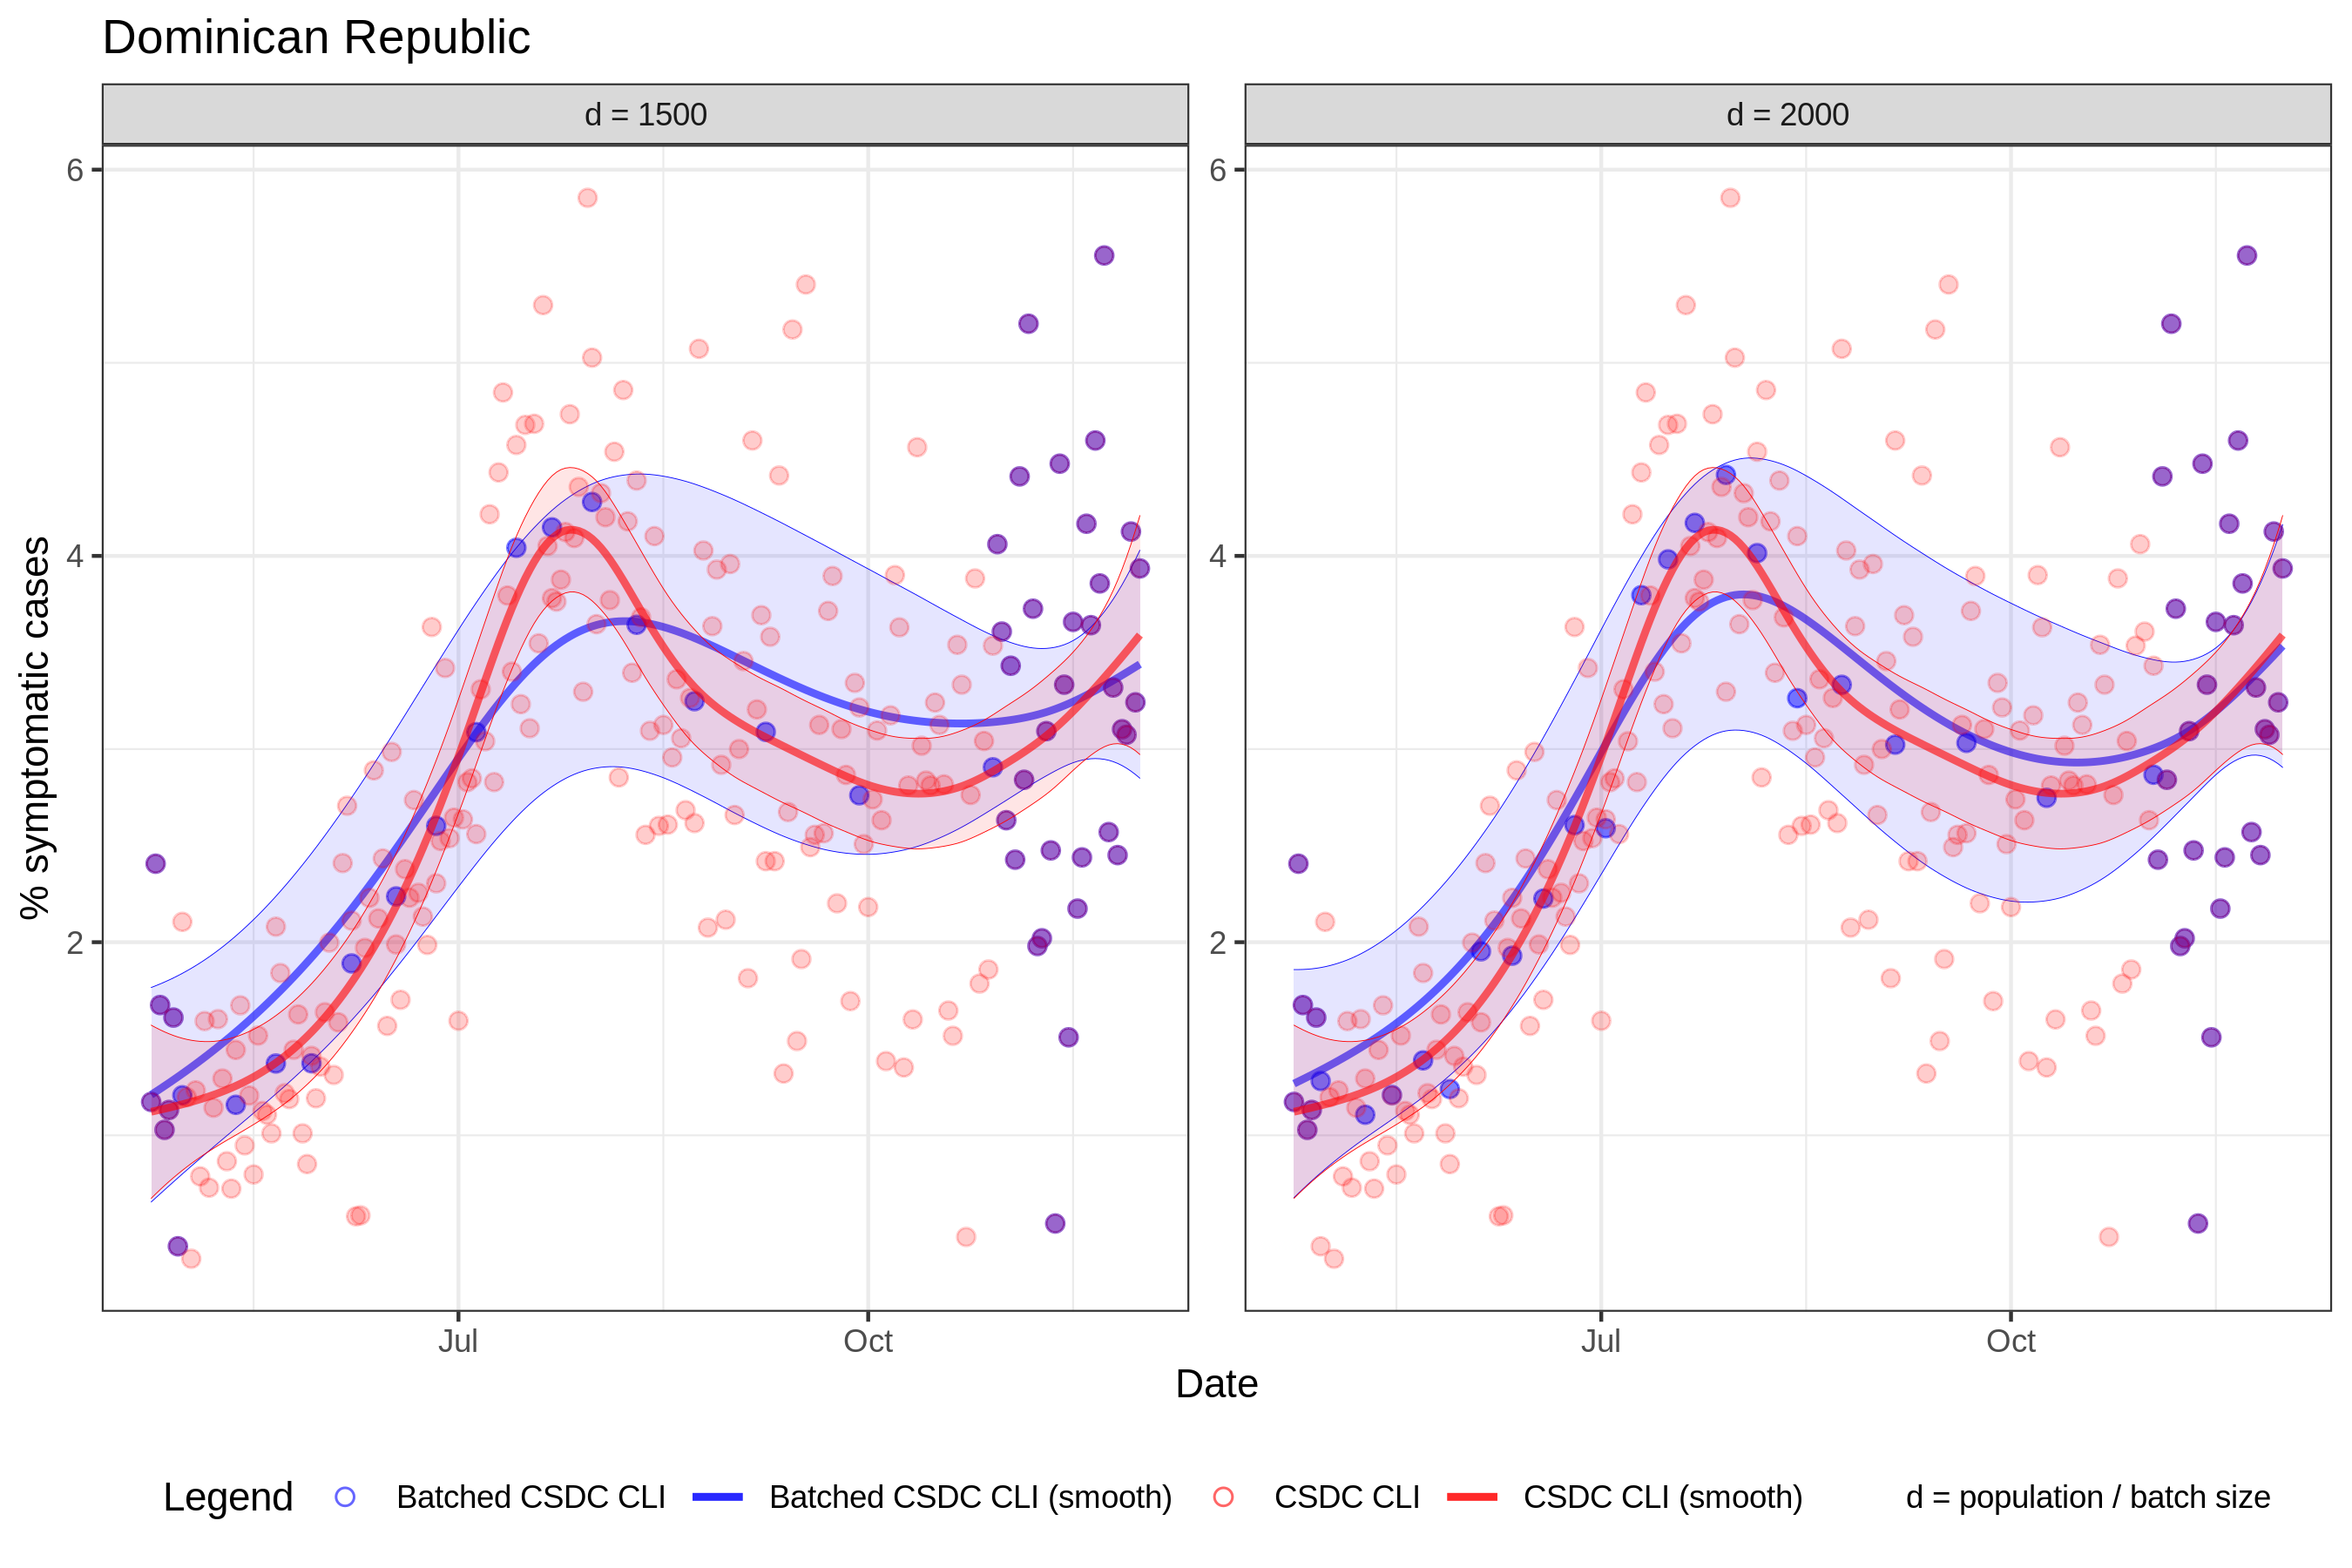 Dominican Republic
d = 1500
d = 2000
% symptomatic cases
6
4
2
6
4
2
Jul
Oct
Jul
Oct
Date
Legend Batched CSDC CLI Batched CSDC CLI (smooth) CSDC CLI CSDC CLI (smooth) d = population / batch size